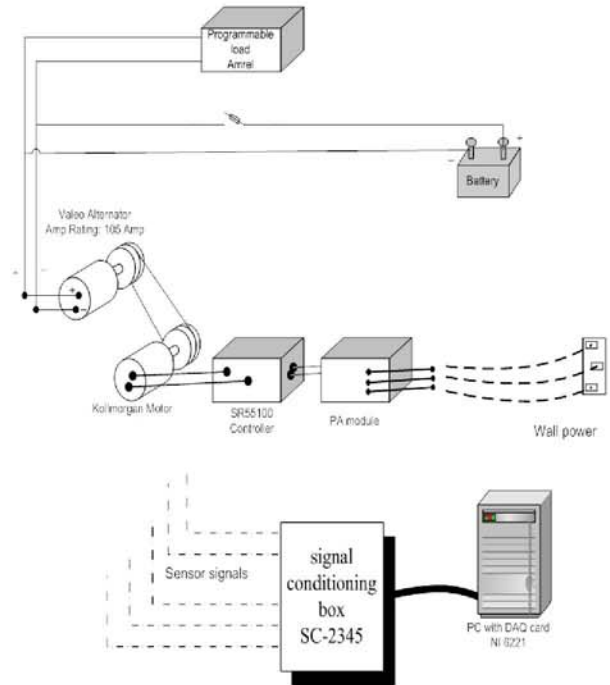 Programmable
load
Amrel
+
−
Battery
Valeo Alternator
Amp Rating: 105 Amp
+
−
+
−
Kollmorgan Motor
SR55100
Controller
PA module
Wall power
Sensor signals
signal
conditioning
box
SC-2345
PC with DAQ card
NI 6221